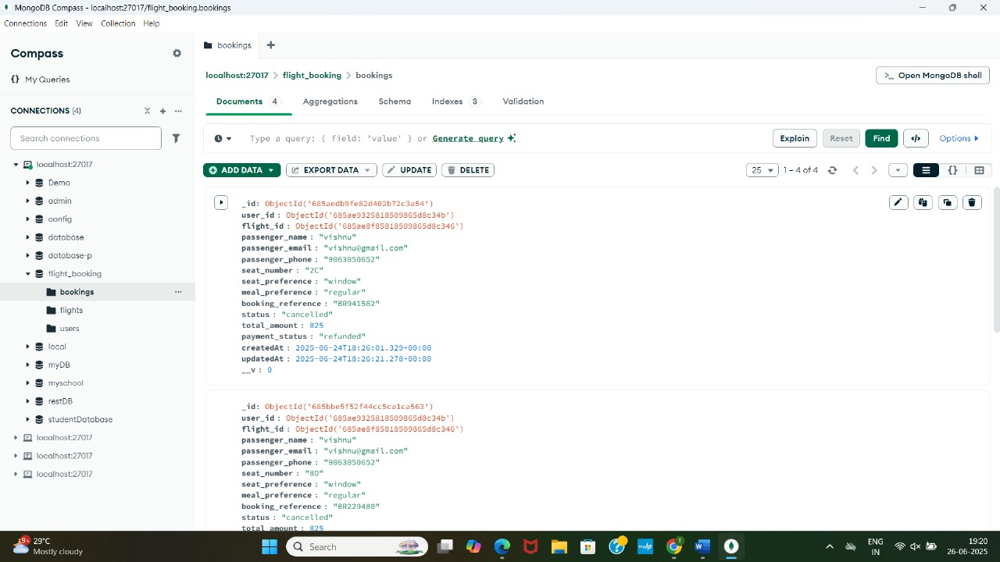 MongoDB Compass - localhost:27017/flight_booking.bookings
Connections Edit View Collection Help
Compass
{} My Queries
CONNECTIONS (4)
Search connections
localhost:27017
Demo
admin
config
database
database-p
flight_booking
bookings
flights
users
local
myDB
myschool
restDB
studentDatabase
localhost:27017
localhost:27017
localhost:27017
bookings
localhost:27017 > flight_booking > bookings
>_ Open MongoDB shell
Documents 4 Aggregations Schema Indexes 3 Validation
Type a query: { field: 'value' } or Generate query
Explain Reset Find </> Options
ADD DATA EXPORT DATA UPDATE DELETE
25 1 – 4 of 4 {}
_id: ObjectId('685aedb9fe82d402b72c3a54')
user_id : ObjectId('685ae9325818509865d8c34b')
flight_id : ObjectId('685ae8f85818509865d8c346')
passenger_name : "vishnu"
passenger_email : "vishnu@gmail.com"
passenger_phone : "9063050652"
seat_number : "2C"
seat_preference : "window"
meal_preference : "regular"
booking_reference : "BR941562"
status : "cancelled"
total_amount : 825
payment_status : "refunded"
createdAt : 2025-06-24T18:26:01.329+00:00
updatedAt : 2025-06-24T18:26:21.278+00:00
__v : 0
_id: ObjectId('685bbe5f52f44cc5ca1ca563')
user_id : ObjectId('685ae9325818509865d8c34b')
flight_id : ObjectId('685ae8f85818509865d8c346')
passenger_name : "vishnu"
passenger_email : "vishnu@gmail.com"
passenger_phone : "9063050652"
seat_number : "8D"
seat_preference : "window"
meal_preference : "regular"
booking_reference : "BR229480"
status : "cancelled"
total_amount : 825
9+
29°C
Mostly cloudy
Search
ENG
IN
19:20
26-06-2025